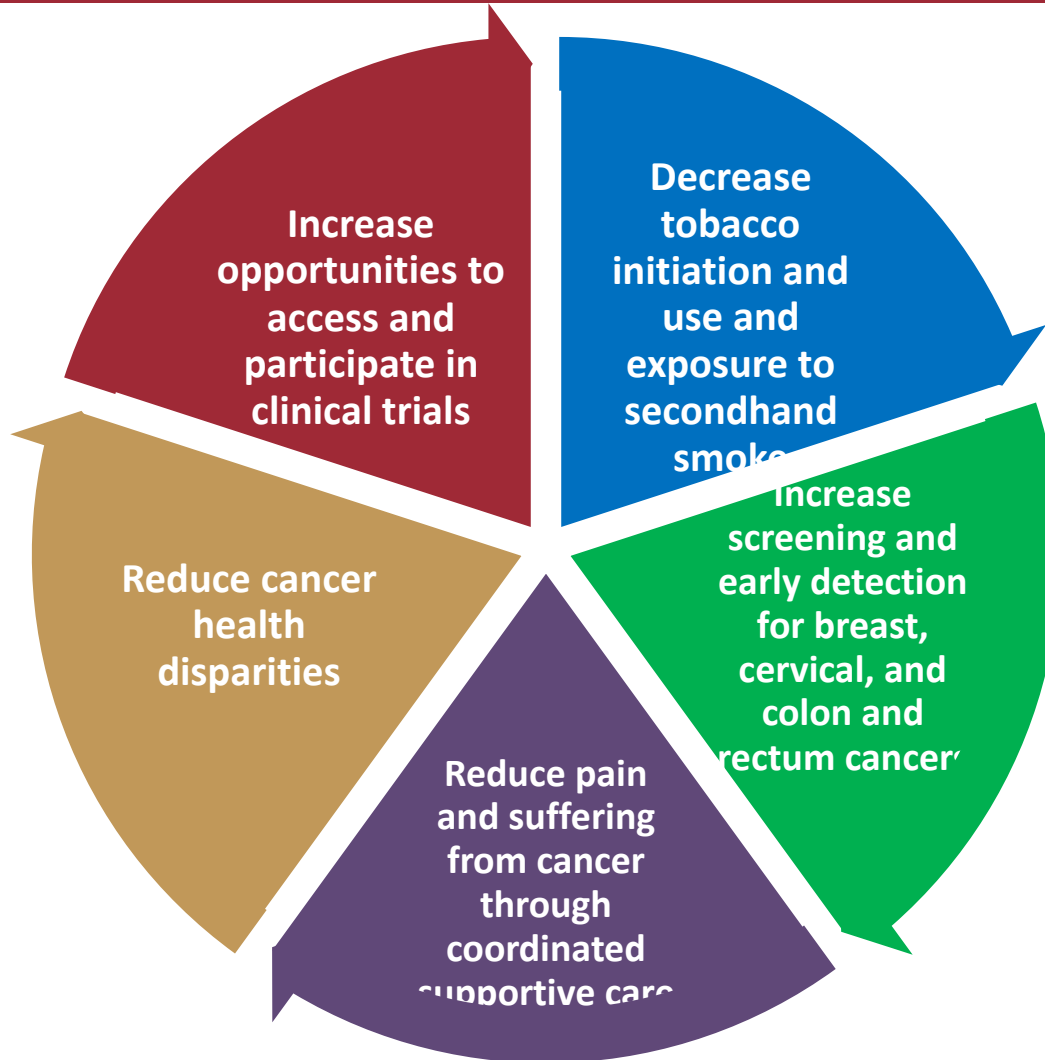 Decrease
tobacco
initiation and
use and
exposure to
secondhand
smoke
Increase
screening and
early detection
for breast,
cervical, and
colon and
rectum cancers
Reduce pain
and suffering
from cancer
through
coordinated
supportive care
Reduce cancer
health
disparities
Increase
opportunities to
access and
participate in
clinical trials